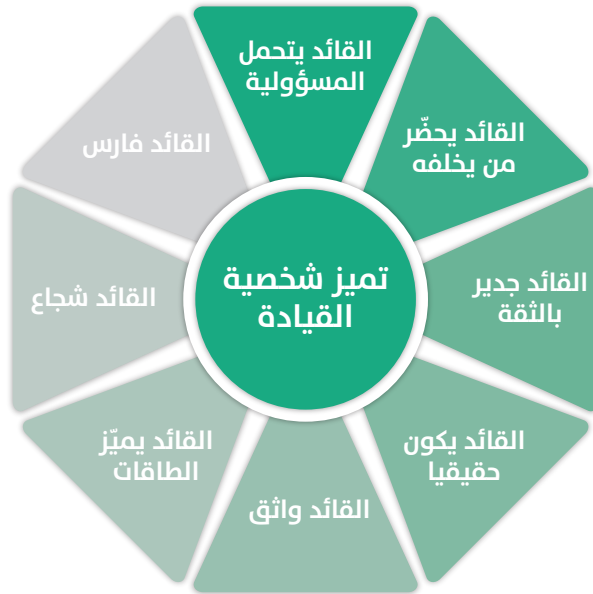 القائد يتحمل
المسؤولية
القائد يحضّر
من يخلفه
القائد جدير
بالثقة
القائد يكون
حقيقيا
القائد واثق
القائد يميّز
الطاقات
القائد شجاع
القائد فارس
تميز شخصية
القيادة